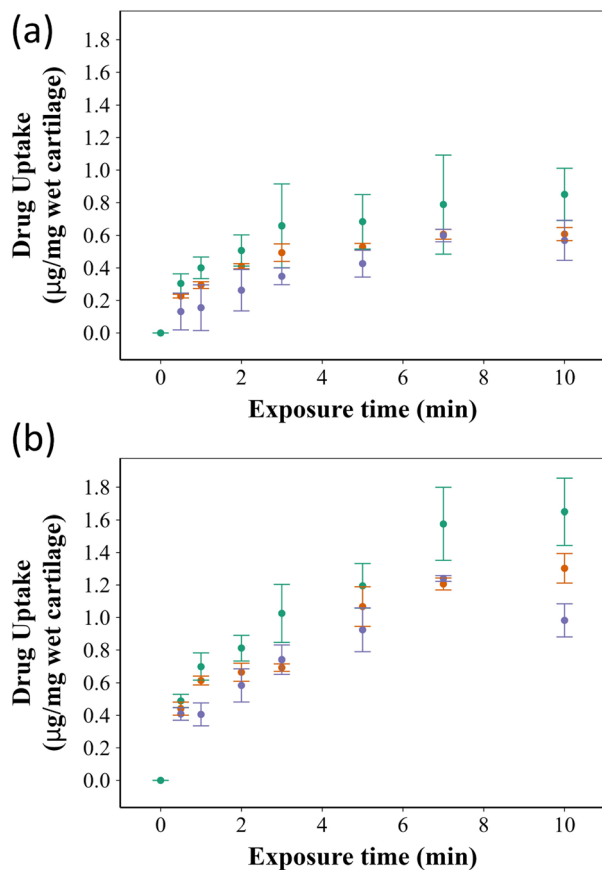 (a)
Drug Uptake
(μg/mg wet cartilage)
1.8
1.6
1.4
1.2
1.0
0.8
0.6
0.4
0.2
0.0
0 2 4 6 8 10
Exposure time (min)
(b)
Drug Uptake
(μg/mg wet cartilage)
1.8
1.6
1.4
1.2
1.0
0.8
0.6
0.4
0.2
0.0
0 2 4 6 8 10
Exposure time (min)